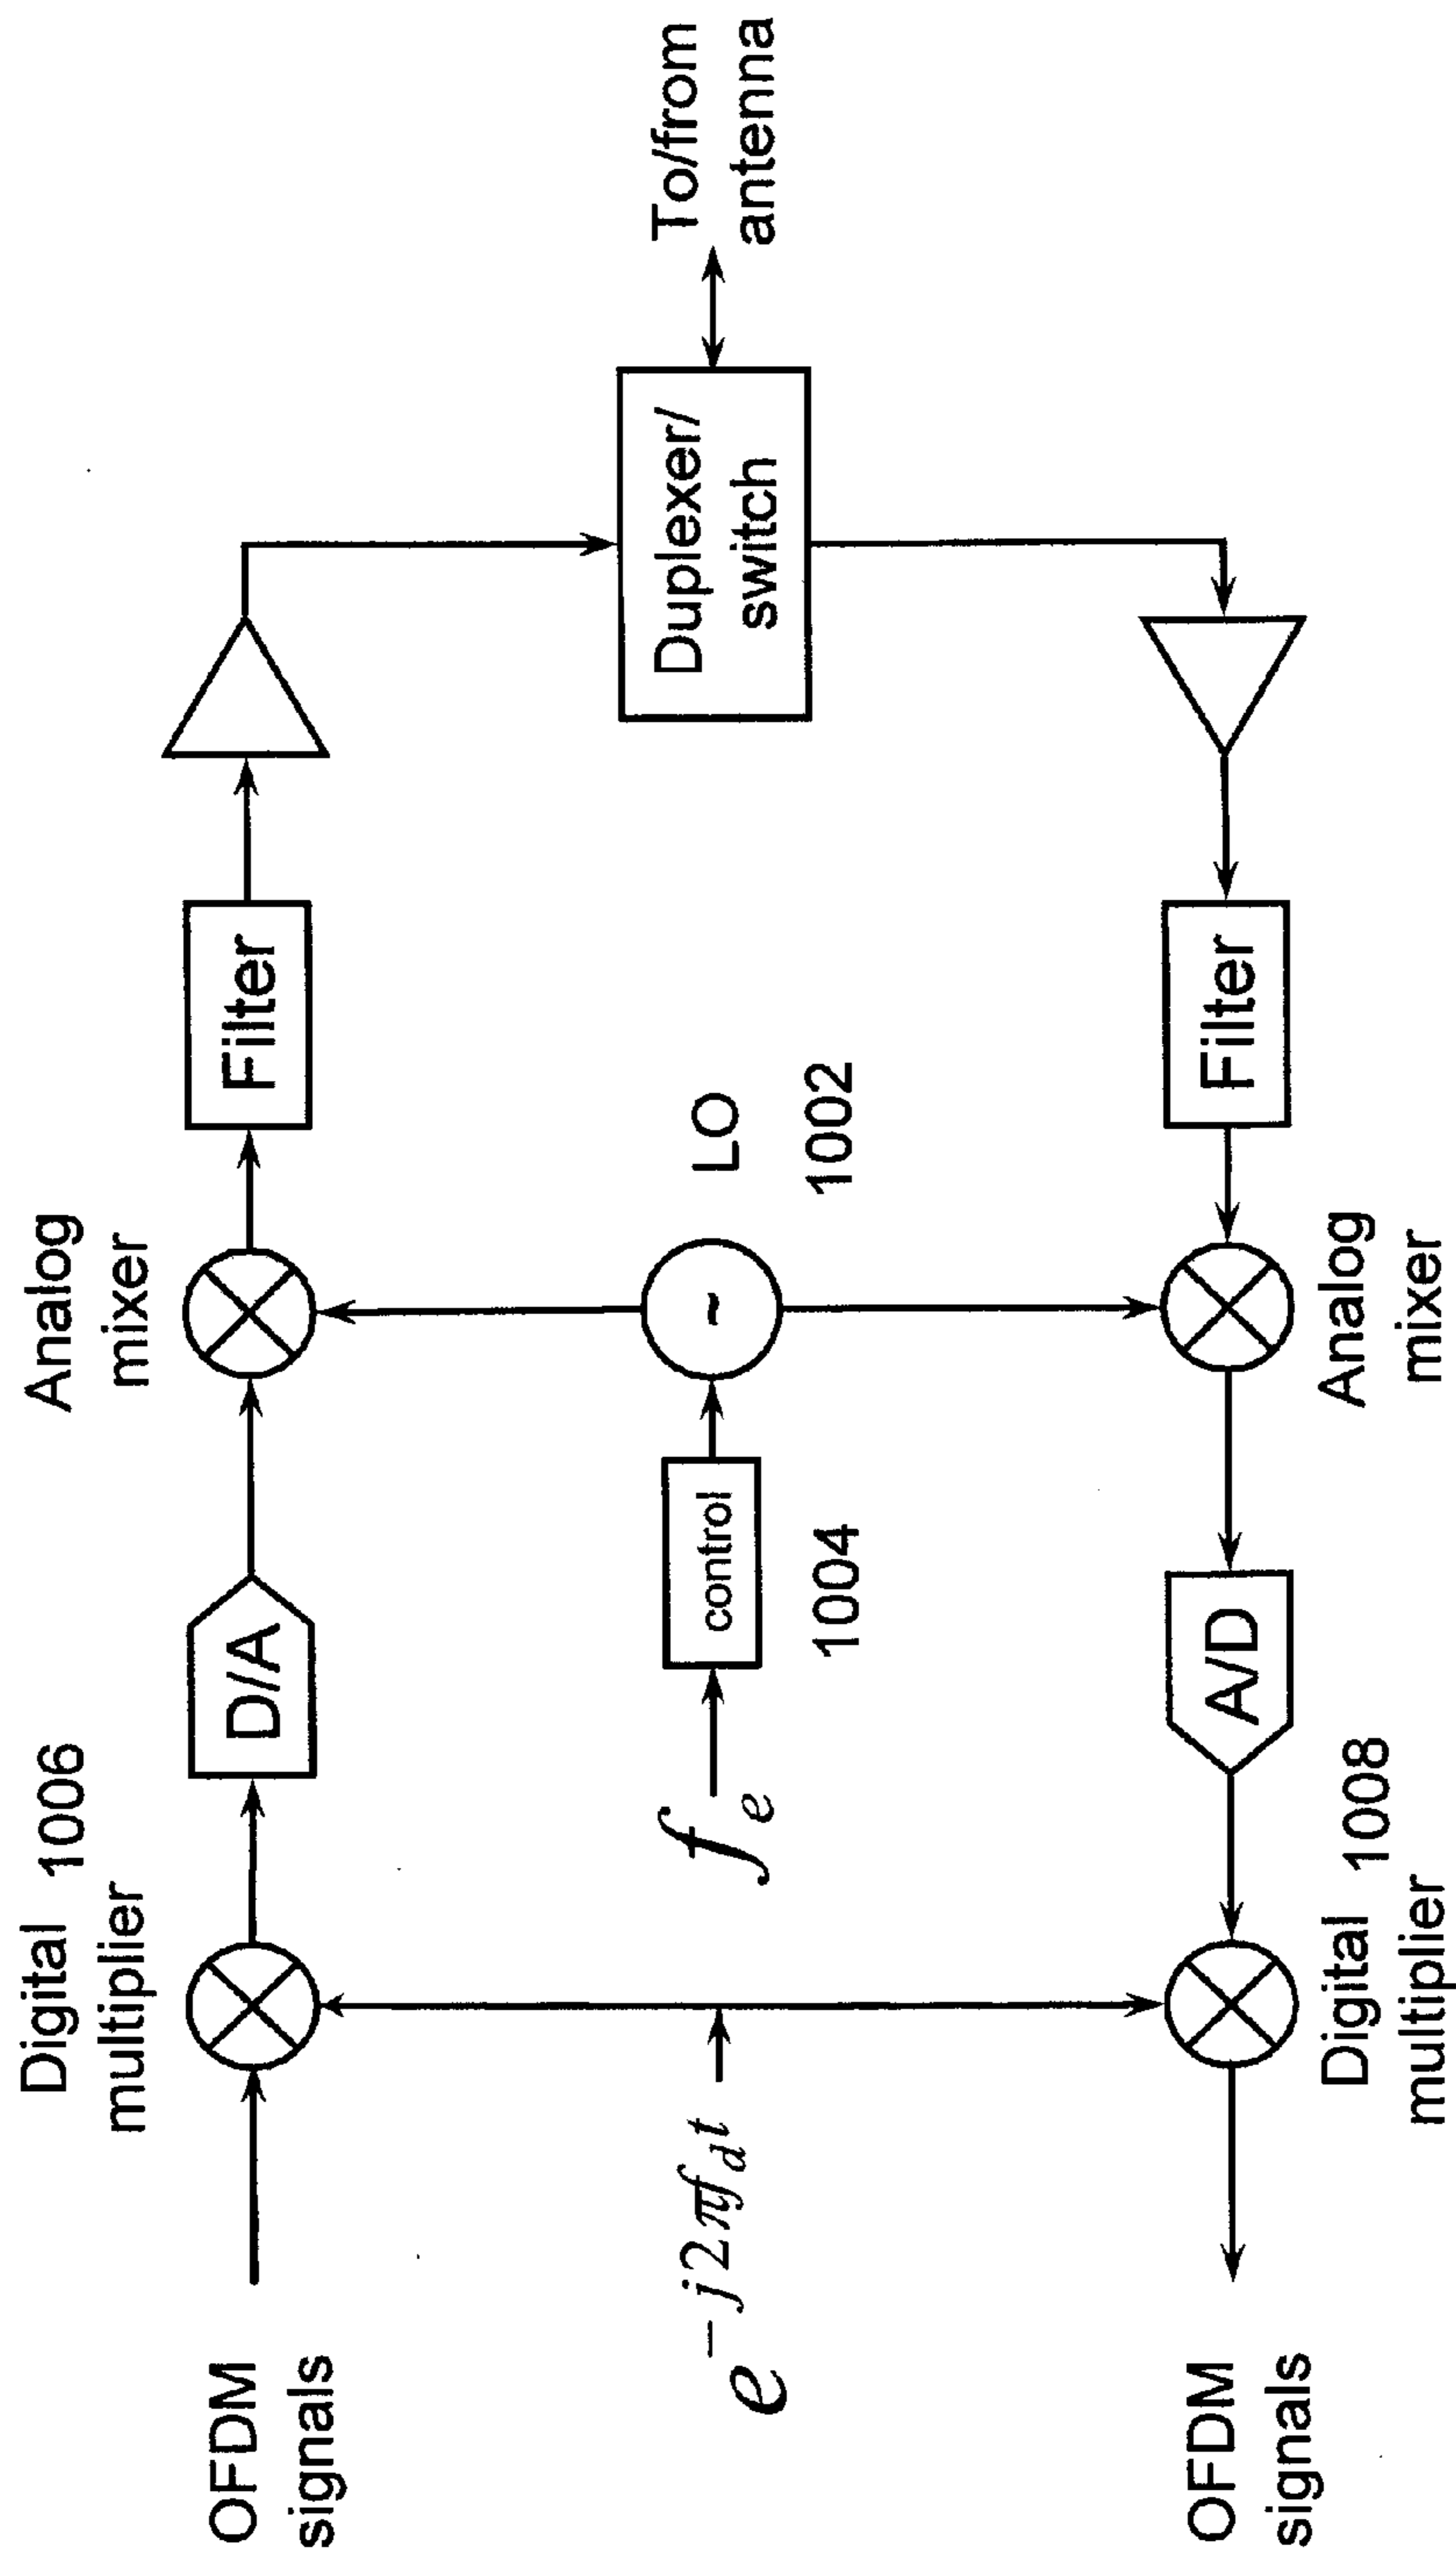 Digital 1006
multiplier
Analog
mixer
OFDM
signals
D/A
Filter
e^{-j2πf_d t}
f_e
control
1004
LO
1002
Duplexer/
switch
To/from
antenna
OFDM
signals
A/D
Filter
Digital 1008
multiplier
Analog
mixer